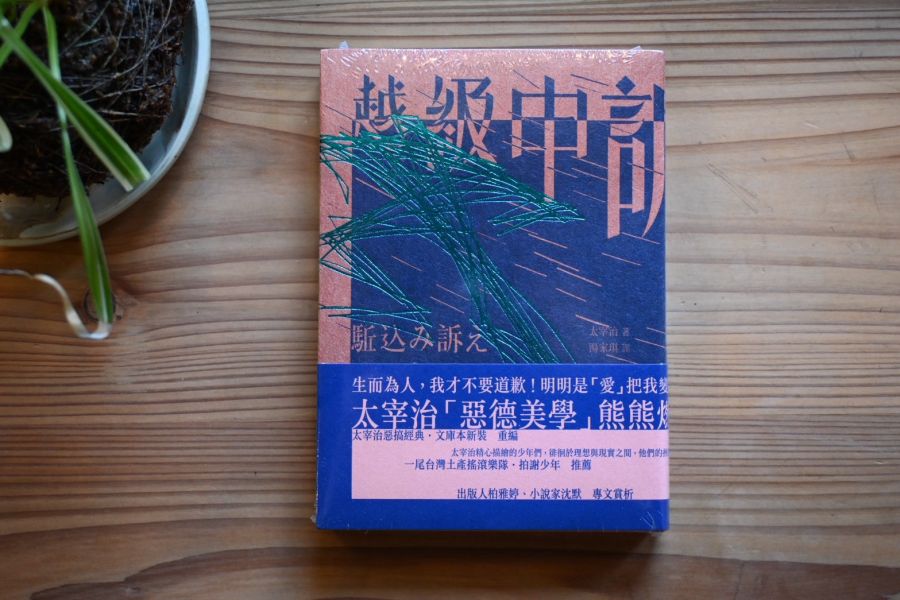 越級申訴
駈込み訴え
太宰治 著
楊家琪 譯
生而為人，我才不要道歉！明明是「愛」把我變
太宰治「惡德美學」熊熊燃
太宰治惡搞經典・文庫本新裝 重編
太宰治精心描繪的少年們，徘徊於理想與現實之間，他們的
一尾台灣土產搖滾樂隊・拍謝少年 推薦
出版人柏雅婷、小說家沈默 專文賞析